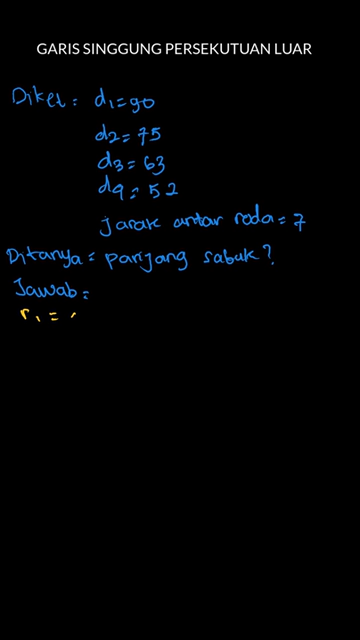 GARIS SINGGUNG PERSEKUTUAN LUAR
Diket = d1=90
d2=75
d3=63
d4=52
jarak antar roda=7
Ditanya= panjang sabuk?
Jawab=
r1 =